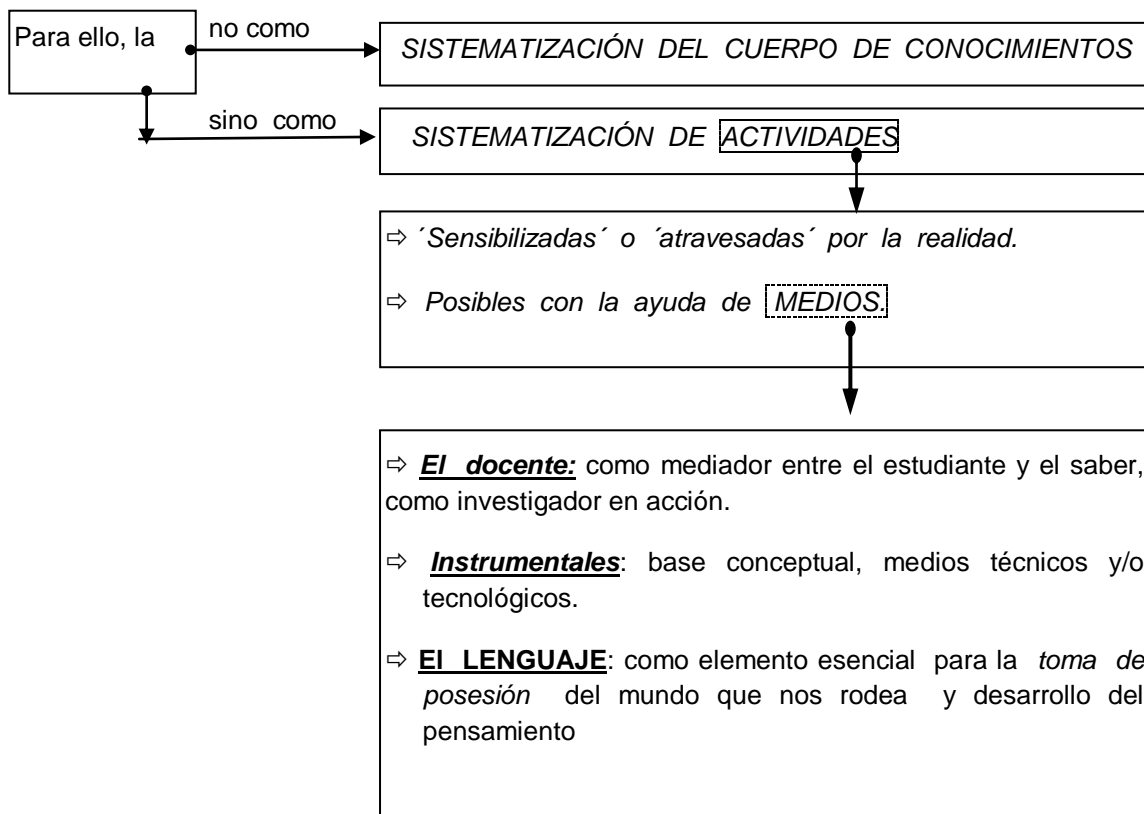 Para ello, la
no como
SISTEMATIZACIÓN DEL CUERPO DE CONOCIMIENTOS
sino como
SISTEMATIZACIÓN DE ACTIVIDADES
⇨ ´Sensibilizadas´ o ´atravesadas´ por la realidad.
⇨ Posibles con la ayuda de MEDIOS.
⇨ El docente: como mediador entre el estudiante y el saber,
como investigador en acción.
⇨ Instrumentales: base conceptual, medios técnicos y/o
tecnológicos.
⇨ El LENGUAJE: como elemento esencial para la toma de
posesión del mundo que nos rodea y desarrollo del
pensamiento